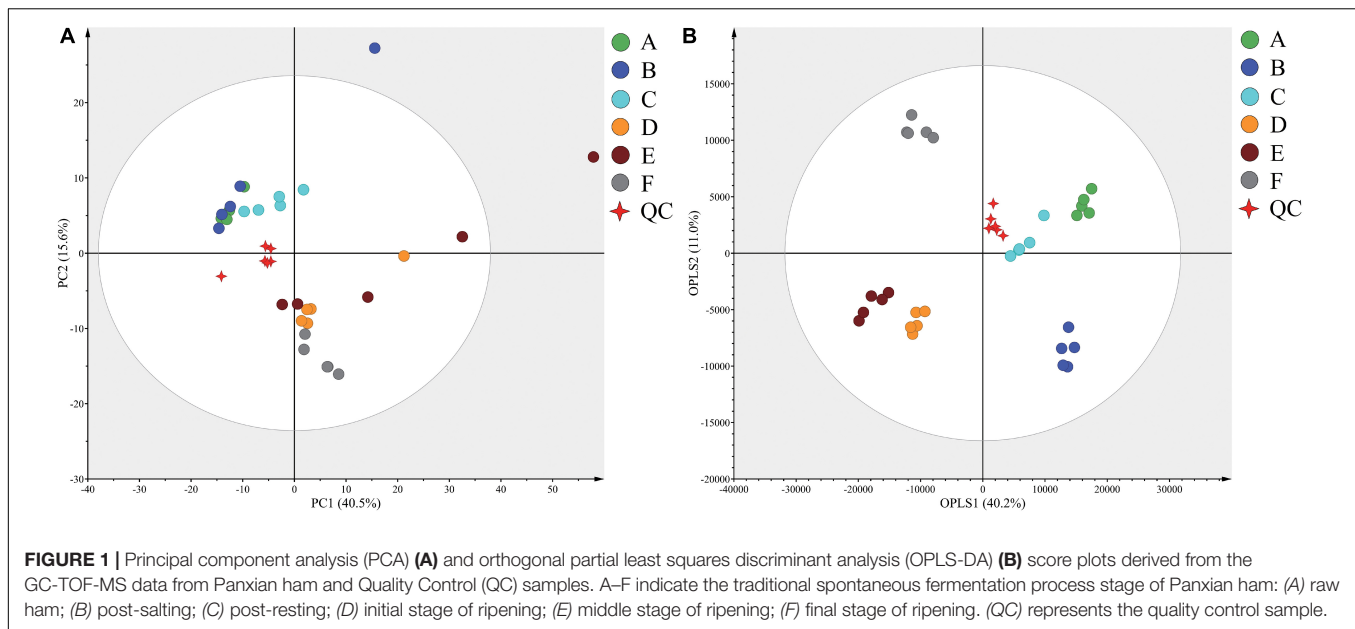 A
A
B
C
D
E
F
QC
20
10
0
-10
-20
-30
-40
-30
-20
-10
0
10
20
30
40
50
PC2 (15.6%)
PC1 (40.5%)
B
A
B
C
D
E
F
QC
15000
10000
5000
0
-5000
-10000
-15000
-20000
-40000
-30000
-20000
-10000
0
10000
20000
30000
OPLS2 (11.0%)
OPLS1 (40.2%)
FIGURE 1 | Principal component analysis (PCA) (A) and orthogonal partial least squares discriminant analysis (OPLS-DA) (B) score plots derived from the
GC-TOF-MS data from Panxian ham and Quality Control (QC) samples. A–F indicate the traditional spontaneous fermentation process stage of Panxian ham: (A) raw
ham; (B) post-salting; (C) post-resting; (D) initial stage of ripening; (E) middle stage of ripening; (F) final stage of ripening. (QC) represents the quality control sample.